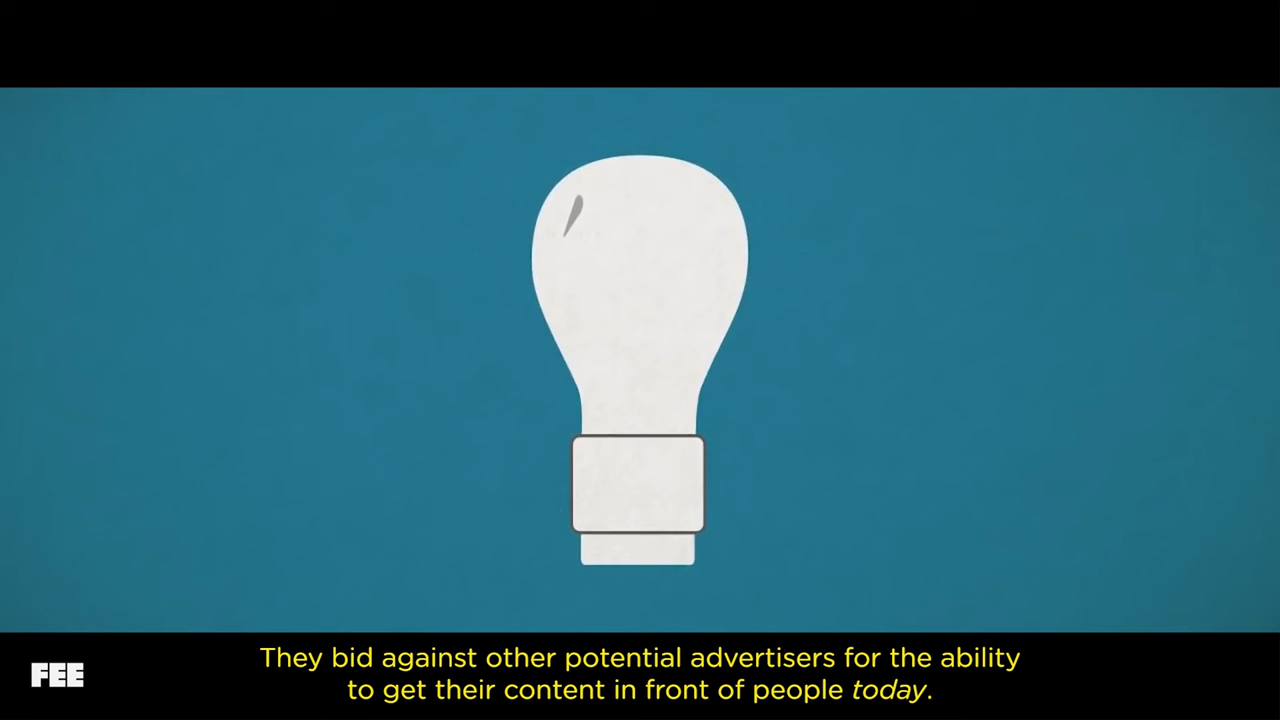 They bid against other potential advertisers for the ability
to get their content in front of people today.
FEE